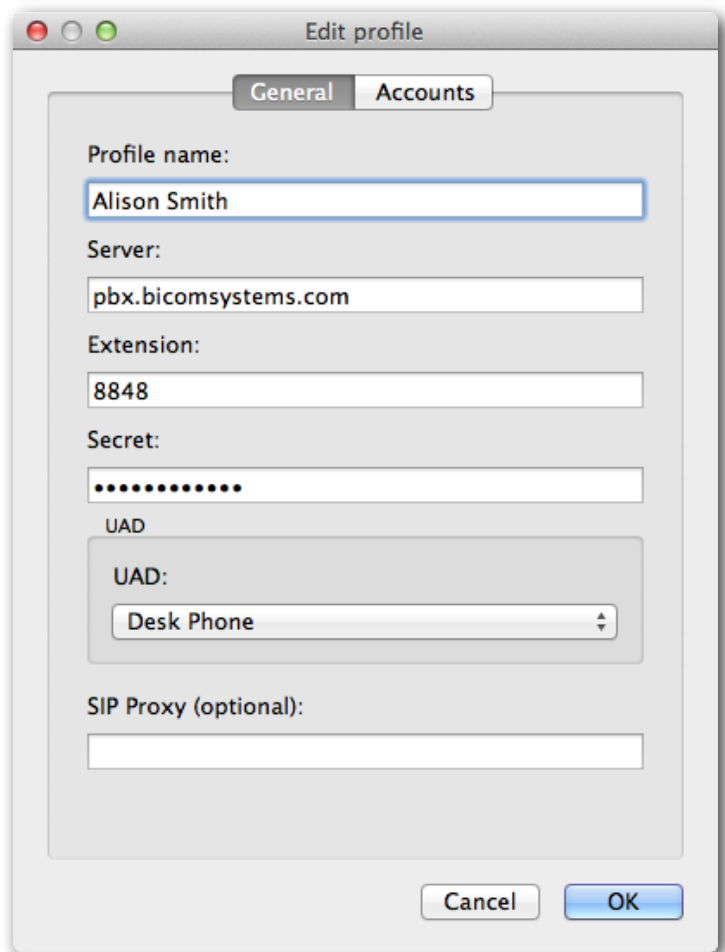 Edit profile
General Accounts
Profile name:
Alison Smith
Server:
pbx.bicomsystems.com
Extension:
8848
Secret:
••••••••••••
UAD
UAD:
Desk Phone
SIP Proxy (optional):
Cancel OK